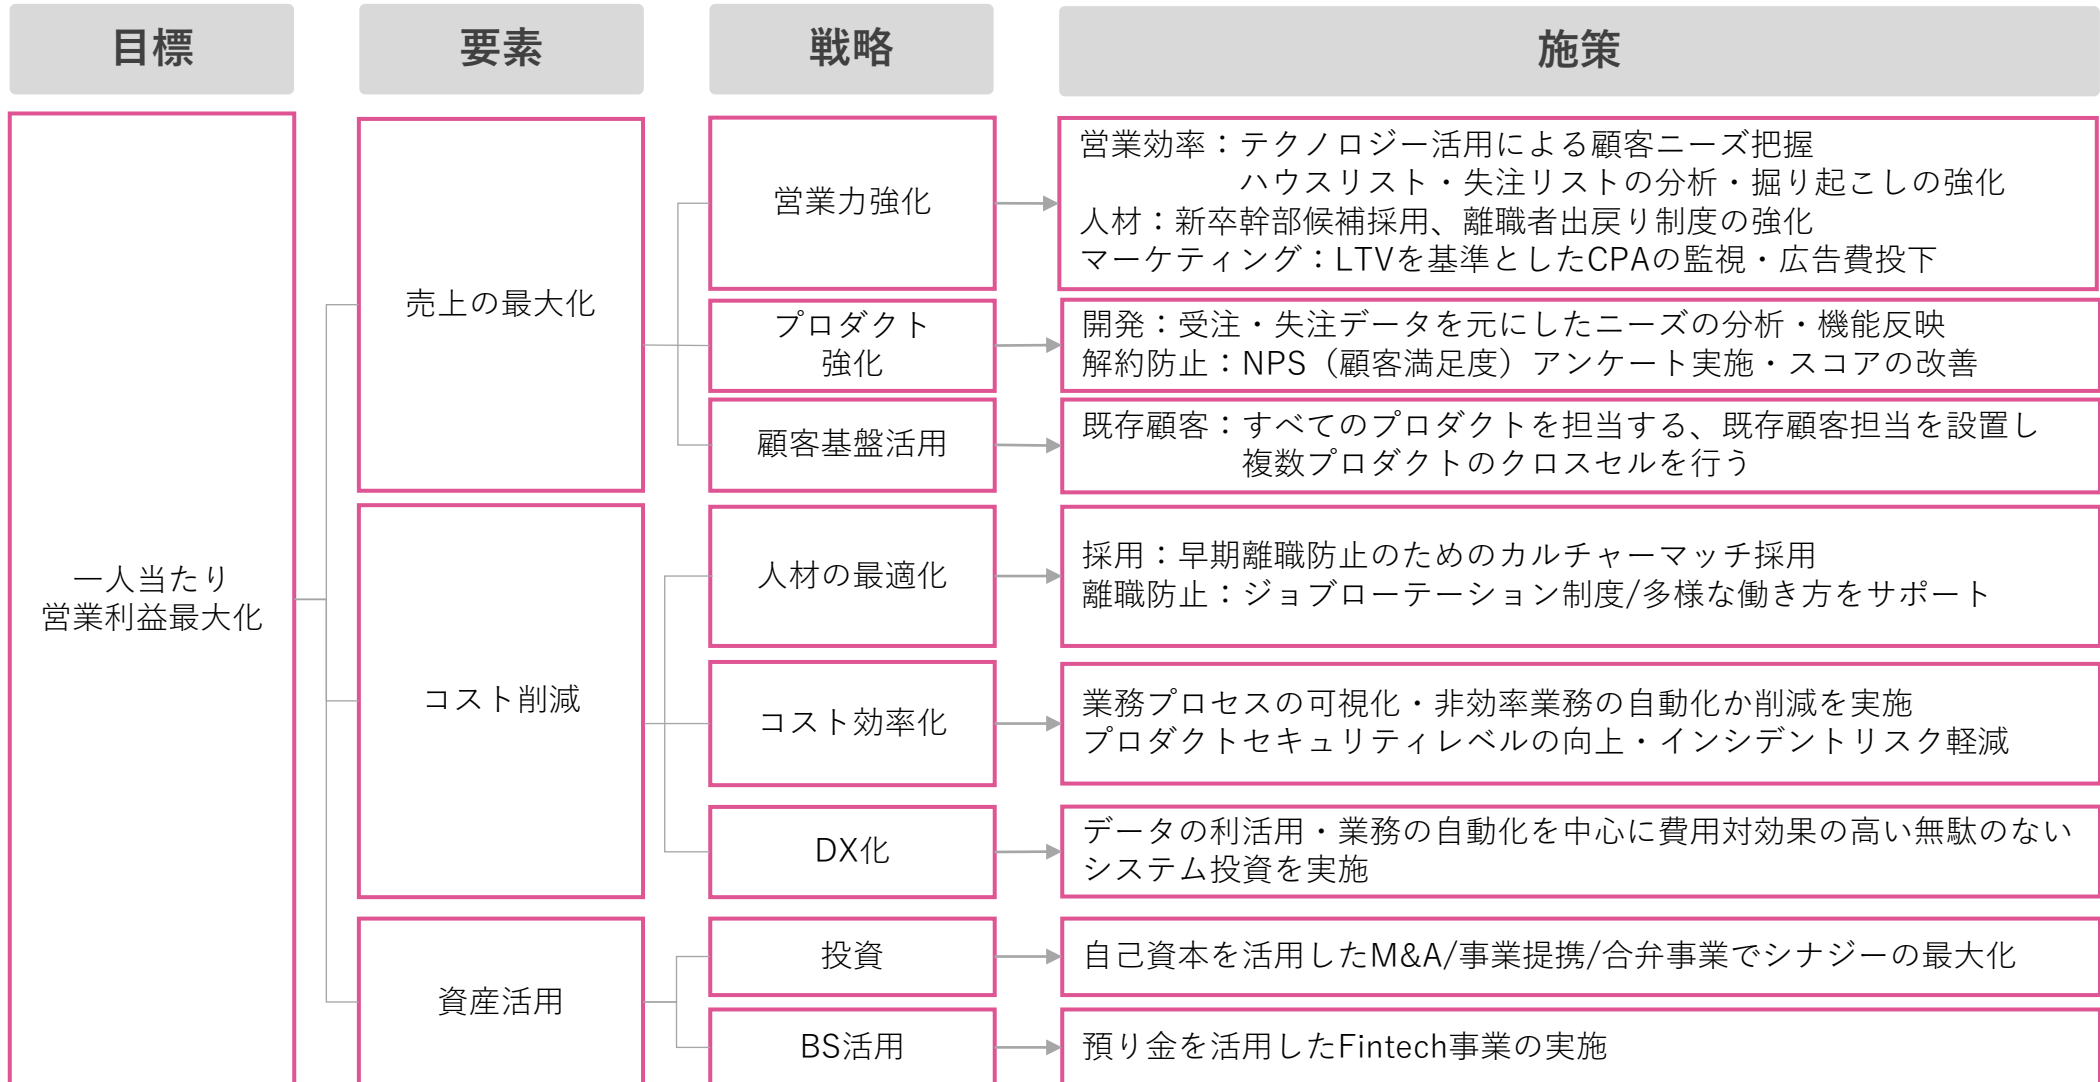 目標
要素
戦略
施策
一人当たり
営業利益最大化
売上の最大化
営業力強化
営業効率：テクノロジー活用による顧客ニーズ把握
ハウスリスト・失注リストの分析・掘り起こしの強化
人材：新卒幹部候補採用、離職者出戻り制度の強化
マーケティング：LTVを基準としたCPAの監視・広告費投下
プロダクト
強化
開発：受注・失注データを元にしたニーズの分析・機能反映
解約防止：NPS（顧客満足度）アンケート実施・スコアの改善
顧客基盤活用
既存顧客：すべてのプロダクトを担当する、既存顧客担当を設置し
複数プロダクトのクロスセルを行う
コスト削減
人材の最適化
採用：早期離職防止のためのカルチャーマッチ採用
離職防止：ジョブローテーション制度/多様な働き方をサポート
コスト効率化
業務プロセスの可視化・非効率業務の自動化か削減を実施
プロダクトセキュリティレベルの向上・インシデントリスク軽減
DX化
データの利活用・業務の自動化を中心に費用対効果の高い無駄のない
システム投資を実施
資産活用
投資
自己資本を活用したM&A/事業提携/合弁事業でシナジーの最大化
BS活用
預り金を活用したFintech事業の実施